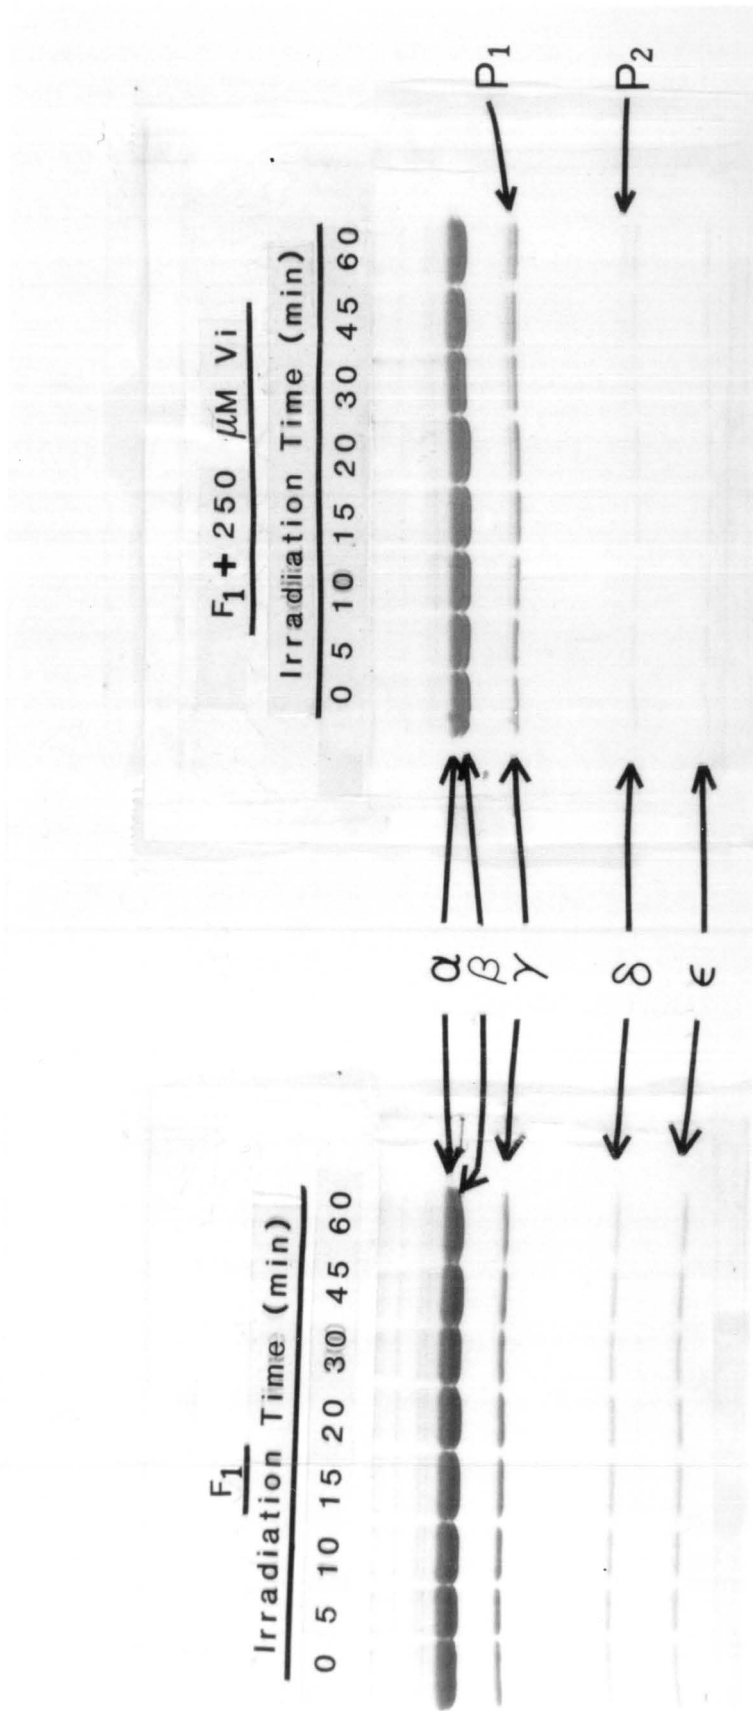 F1
Irradiation Time (min)
0 5 10 15 20 30 45 60
α
β
γ
δ
ϵ
F1 + 250 μM Vi
Irradiation Time (min)
0 5 10 15 20 30 45 60
P1
P2